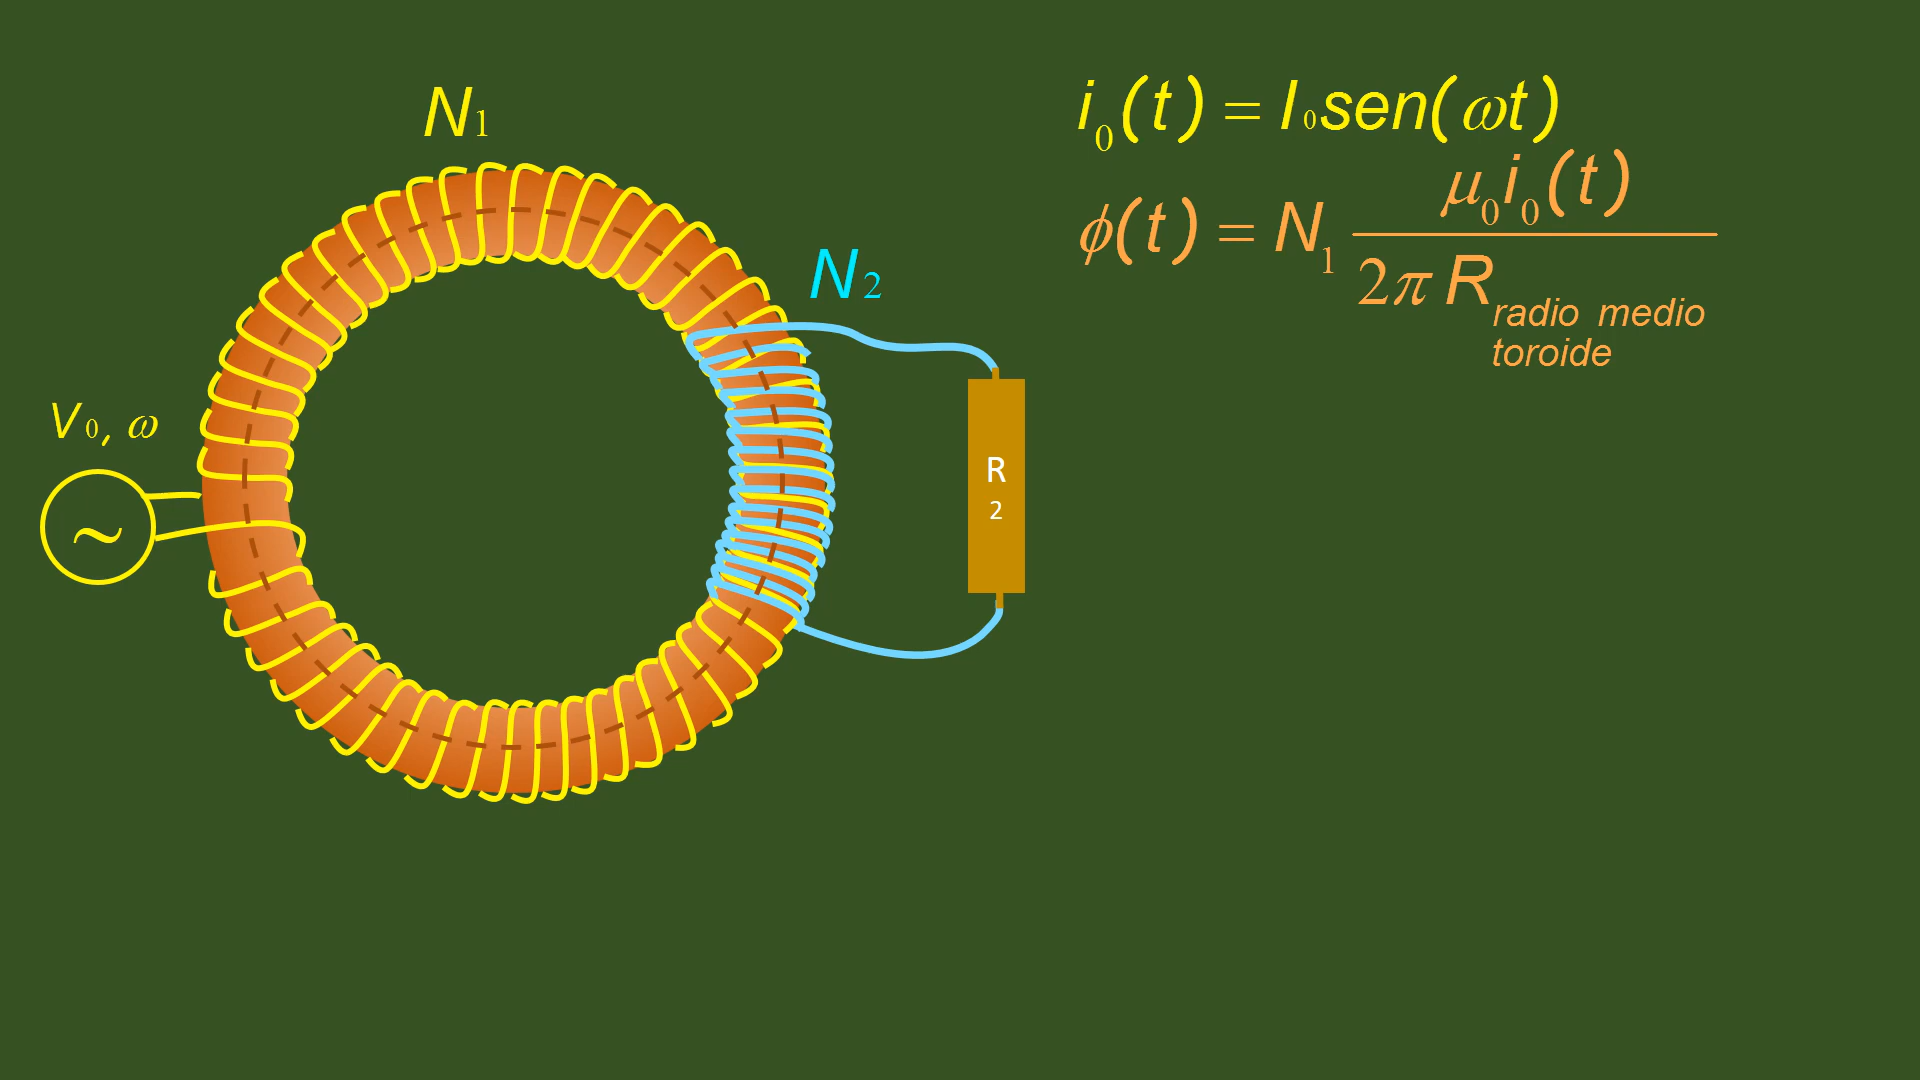 N₁
i₀(t) = I₀sen(ωt)
ϕ(t) = N₁ μ₀i₀(t)
2π R radio medio
toroide
N₂
V₀, ω
~
R
2